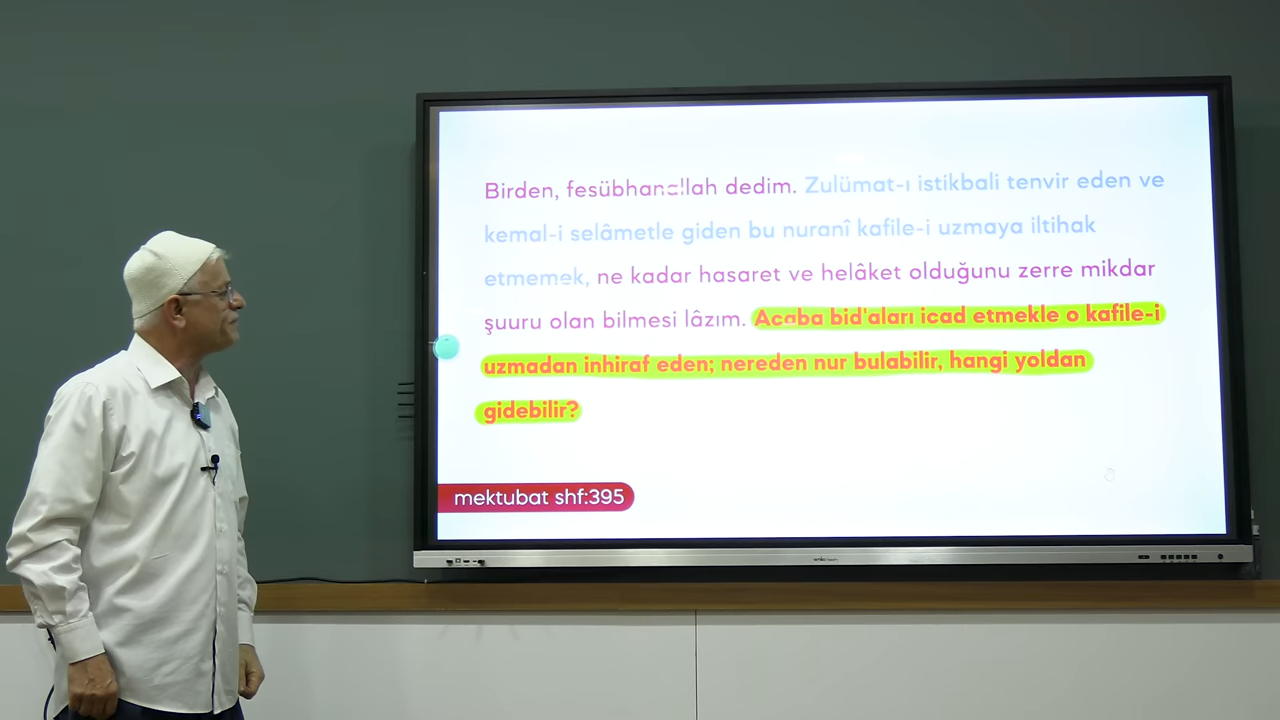 Birden, fesübhanallah dedim. Zulümat-ı istikbali tenvir eden ve
kemal-i selâmetle giden bu nuranî kafile-i uzmaya iltihak
etmemek, ne kadar hasaret ve helâket olduğunu zerre mikdar
şuuru olan bilmesi lâzım. Acaba bid'aları icad etmekle o kafile-i
uzmadan inhiraf eden; nereden nur bulabilir, hangi yoldan
gidebilir?
mektubat shf:395